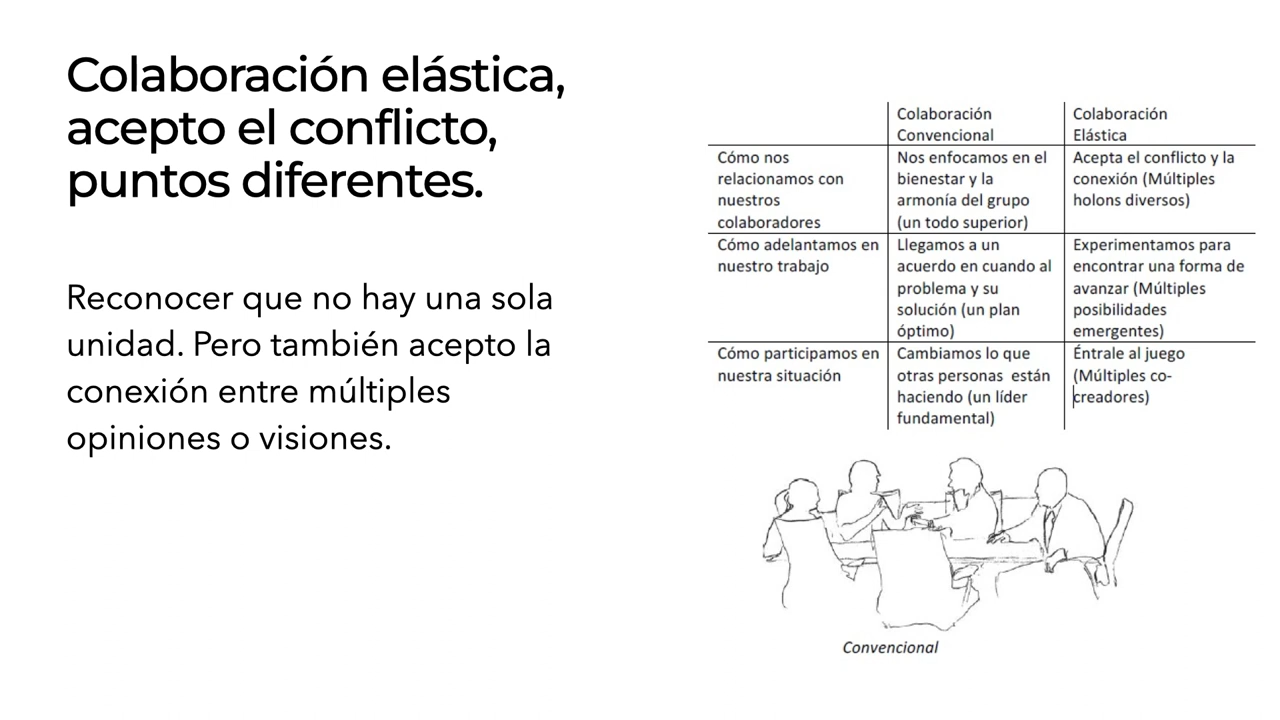 Colaboración elástica,
acepto el conflicto,
puntos diferentes.
Reconocer que no hay una sola
unidad. Pero también acepto la
conexión entre múltiples
opiniones o visiones.
Colaboración
Convencional
Colaboración
Elástica
Cómo nos
relacionamos con
nuestros
colaboradores
Nos enfocamos en el
bienestar y la
armonía del grupo
(un todo superior)
Acepta el conflicto y la
conexión (Múltiples
holons diversos)
Cómo adelantamos en
nuestro trabajo
Llegamos a un
acuerdo en cuando al
problema y su
solución (un plan
óptimo)
Experimentamos para
encontrar una forma de
avanzar (Múltiples
posibilidades
emergentes)
Cómo participamos en
nuestra situación
Cambiamos lo que
otras personas están
haciendo (un líder
fundamental)
Éntrale al juego
(Múltiples co-
creadores)
Convencional